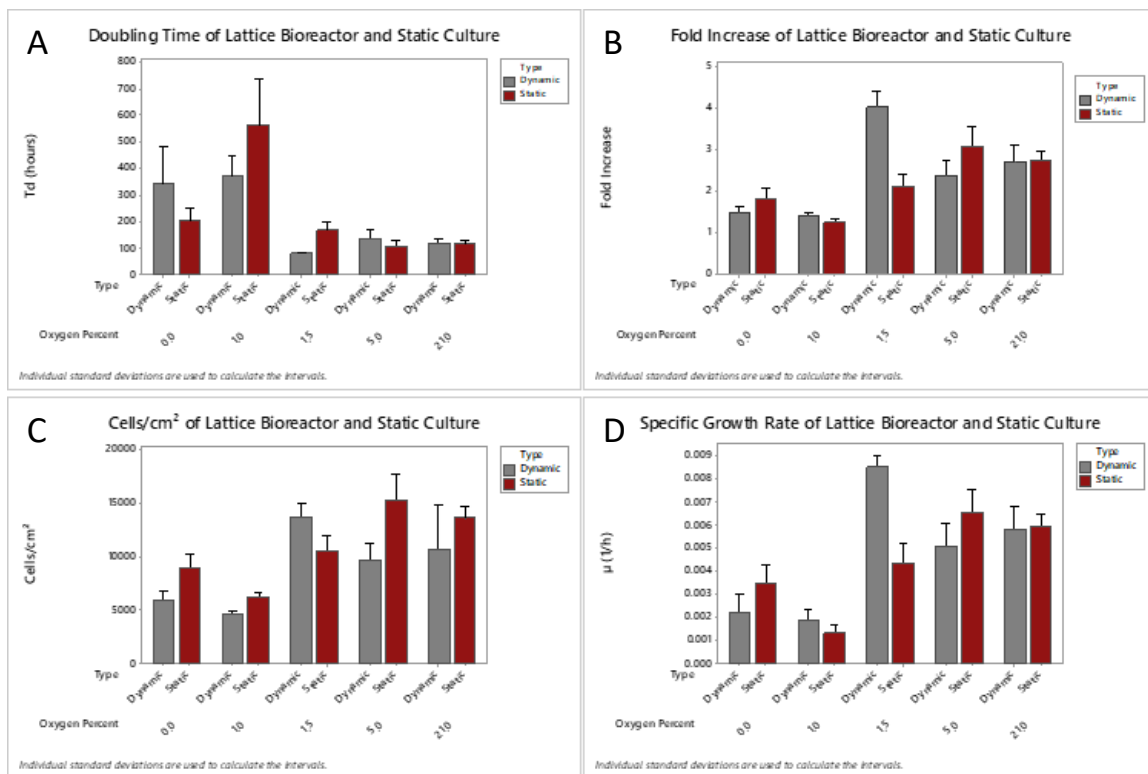 A
Doubling Time of Lattice Bioreactor and Static Culture
Type
Dynamic
Static
800
700
600
500
400
300
200
100
0
Td (hours)
Type
Dynamic
Static
Dynamic
Static
Dynamic
Static
Dynamic
Static
Dynamic
Static
Oxygen Percent
0,0
1,0
1,5
5,0
21,0
Individual standard deviations are used to calculate the intervals.
B
Fold Increase of Lattice Bioreactor and Static Culture
Type
Dynamic
Static
5
4
3
2
1
0
Fold Increase
Type
Dynamic
Static
Dynamic
Static
Dynamic
Static
Dynamic
Static
Dynamic
Static
Oxygen Percent
0,0
1,0
1,5
5,0
21,0
Individual standard deviations are used to calculate the intervals.
C
Cells/cm² of Lattice Bioreactor and Static Culture
Type
Dynamic
Static
20000
15000
10000
5000
0
Cells/cm²
Type
Dynamic
Static
Dynamic
Static
Dynamic
Static
Dynamic
Static
Dynamic
Static
Oxygen Percent
0,0
1,0
1,5
5,0
21,0
Individual standard deviations are used to calculate the intervals.
D
Specific Growth Rate of Lattice Bioreactor and Static Culture
Type
Dynamic
Static
0.009
0.008
0.007
0.006
0.005
0.004
0.003
0.002
0.001
0.000
µ (1/h)
Type
Dynamic
Static
Dynamic
Static
Dynamic
Static
Dynamic
Static
Dynamic
Static
Oxygen Percent
0,0
1,0
1,5
5,0
21,0
Individual standard deviations are used to calculate the intervals.